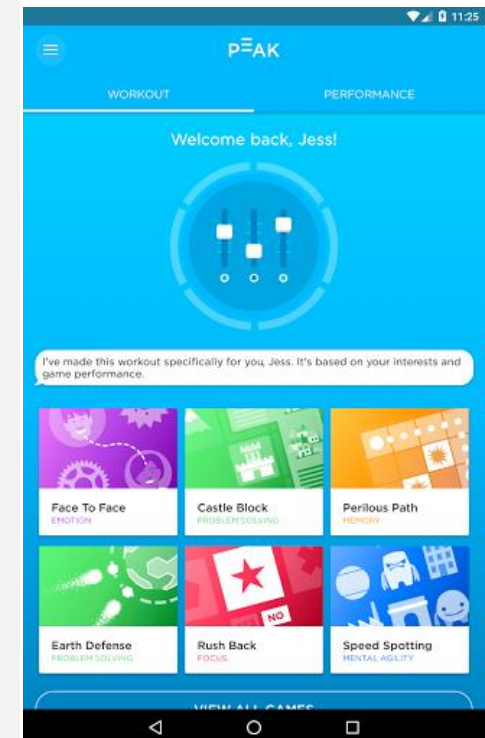 11:25
PEAK
WORKOUT PERFORMANCE
Welcome back, Jess!
I've made this workout specifically for you, Jess. It's based on your interests and
game performance.
Face To Face
EMOTION
Castle Block
PROBLEM SOLVING
Perilous Path
MEMORY
Earth Defense
PROBLEM SOLVING
NO
Rush Back
FOCUS
Speed Spotting
MENTAL AGILITY
VIEW ALL GAMES